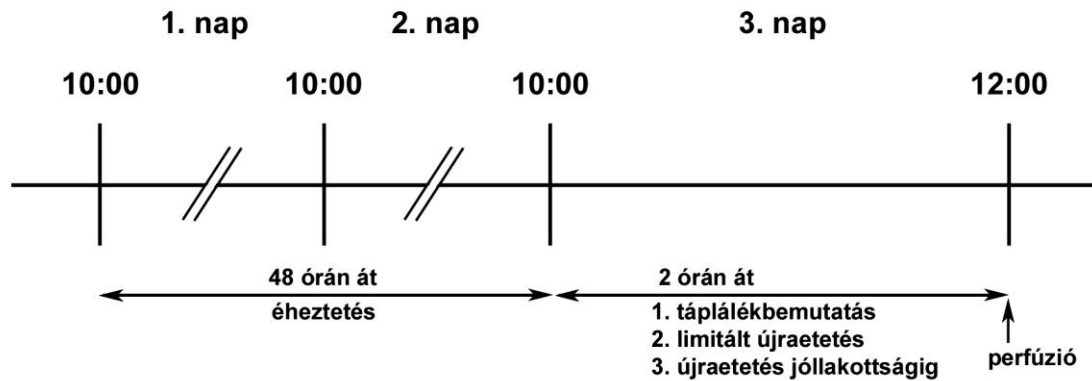 1. nap 2. nap 3. nap
10:00 10:00 10:00 12:00
48 órán át 2 órán át
éheztetés
1. táplálékbemutatás
2. limitált újraetetés
3. újraetetés jóllakottságig
perfúzió